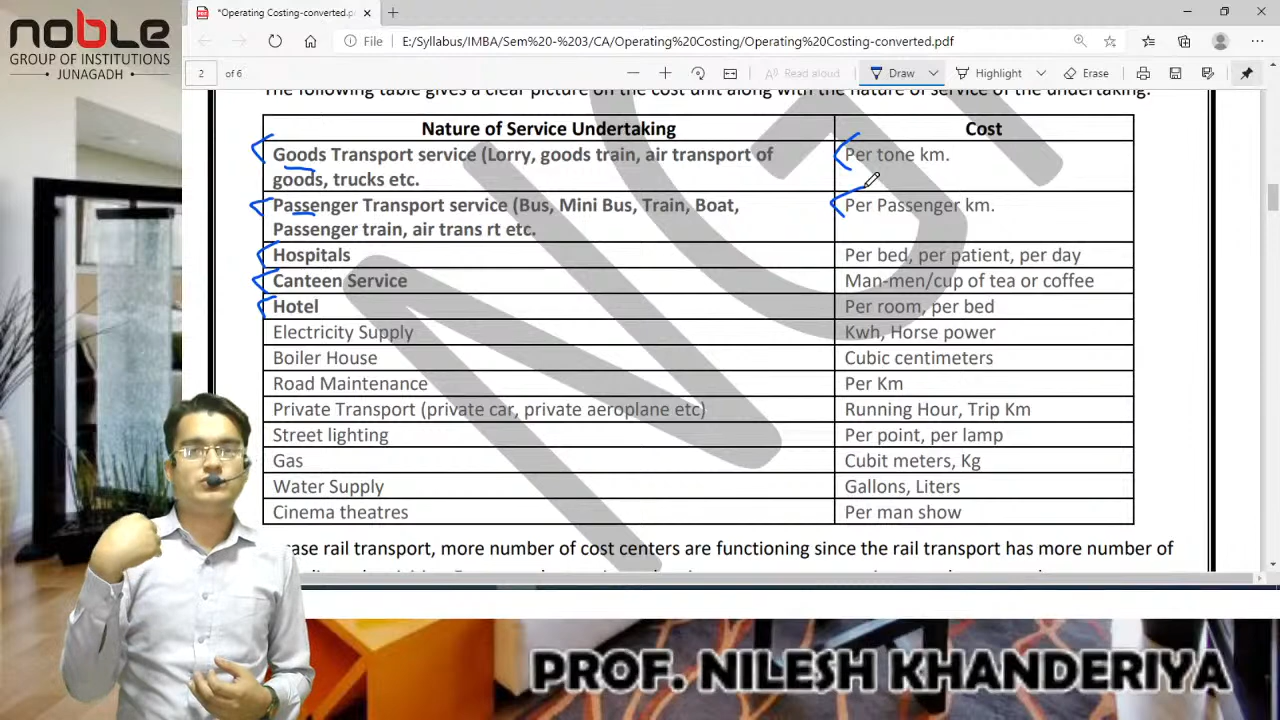 noble
GROUP OF INSTITUTIONS
JUNAGADH
*Operating Costing-converted.p
File
E:/Syllabus/IMBA/Sem%20-%203/CA/Operating%20Costing/Operating%20Costing-converted.pdf
2 of 6
Read aloud
Draw
Highlight
Erase
The following table gives a clear picture on the cost unit along with the nature of service of the undertaking:
Nature of Service Undertaking Cost
Goods Transport service (Lorry, goods train, air transport of Per tone km.
goods, trucks etc.
Passenger Transport service (Bus, Mini Bus, Train, Boat, Per Passenger km.
Passenger train, air trans rt etc.
Hospitals Per bed, per patient, per day
Canteen Service Man-men/cup of tea or coffee
Hotel Per room, per bed
Electricity Supply Kwh, Horse power
Boiler House Cubic centimeters
Road Maintenance Per Km
Private Transport (private car, private aeroplane etc) Running Hour, Trip Km
Street lighting Per point, per lamp
Gas Cubit meters, Kg
Water Supply Gallons, Liters
Cinema theatres Per man show
ase rail transport, more number of cost centers are functioning since the rail transport has more number of
PROF. NILESH KHANDERIYA